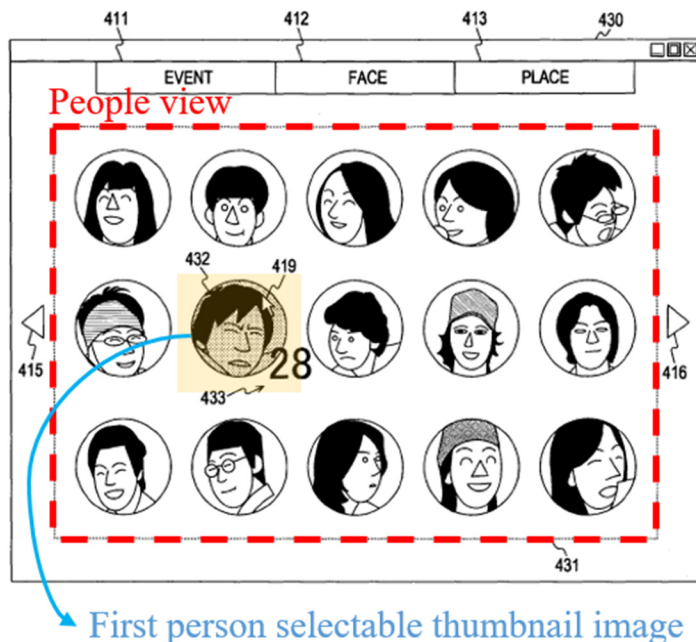 411 412 413 430
EVENT FACE PLACE
People view
432 419
28
415 433 416
431
First person selectable thumbnail image